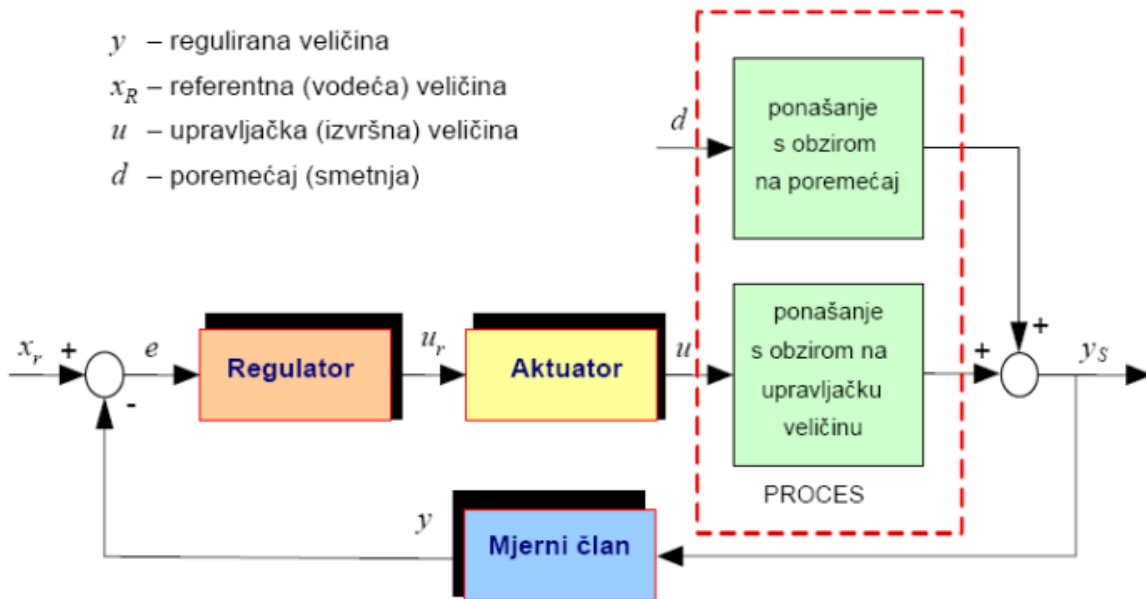 y – regulirana veličina
x_R – referentna (vodeća) veličina
u – upravljačka (izvršna) veličina
d – poremećaj (smetnja)
d
ponašanje
s obzirom
na poremećaj
ponašanje
s obzirom na
upravljačku
veličinu
PROCES
x_r
+
-
e
Regulator
u_r
Aktuator
u
+
+
y_S
y
Mjerni član